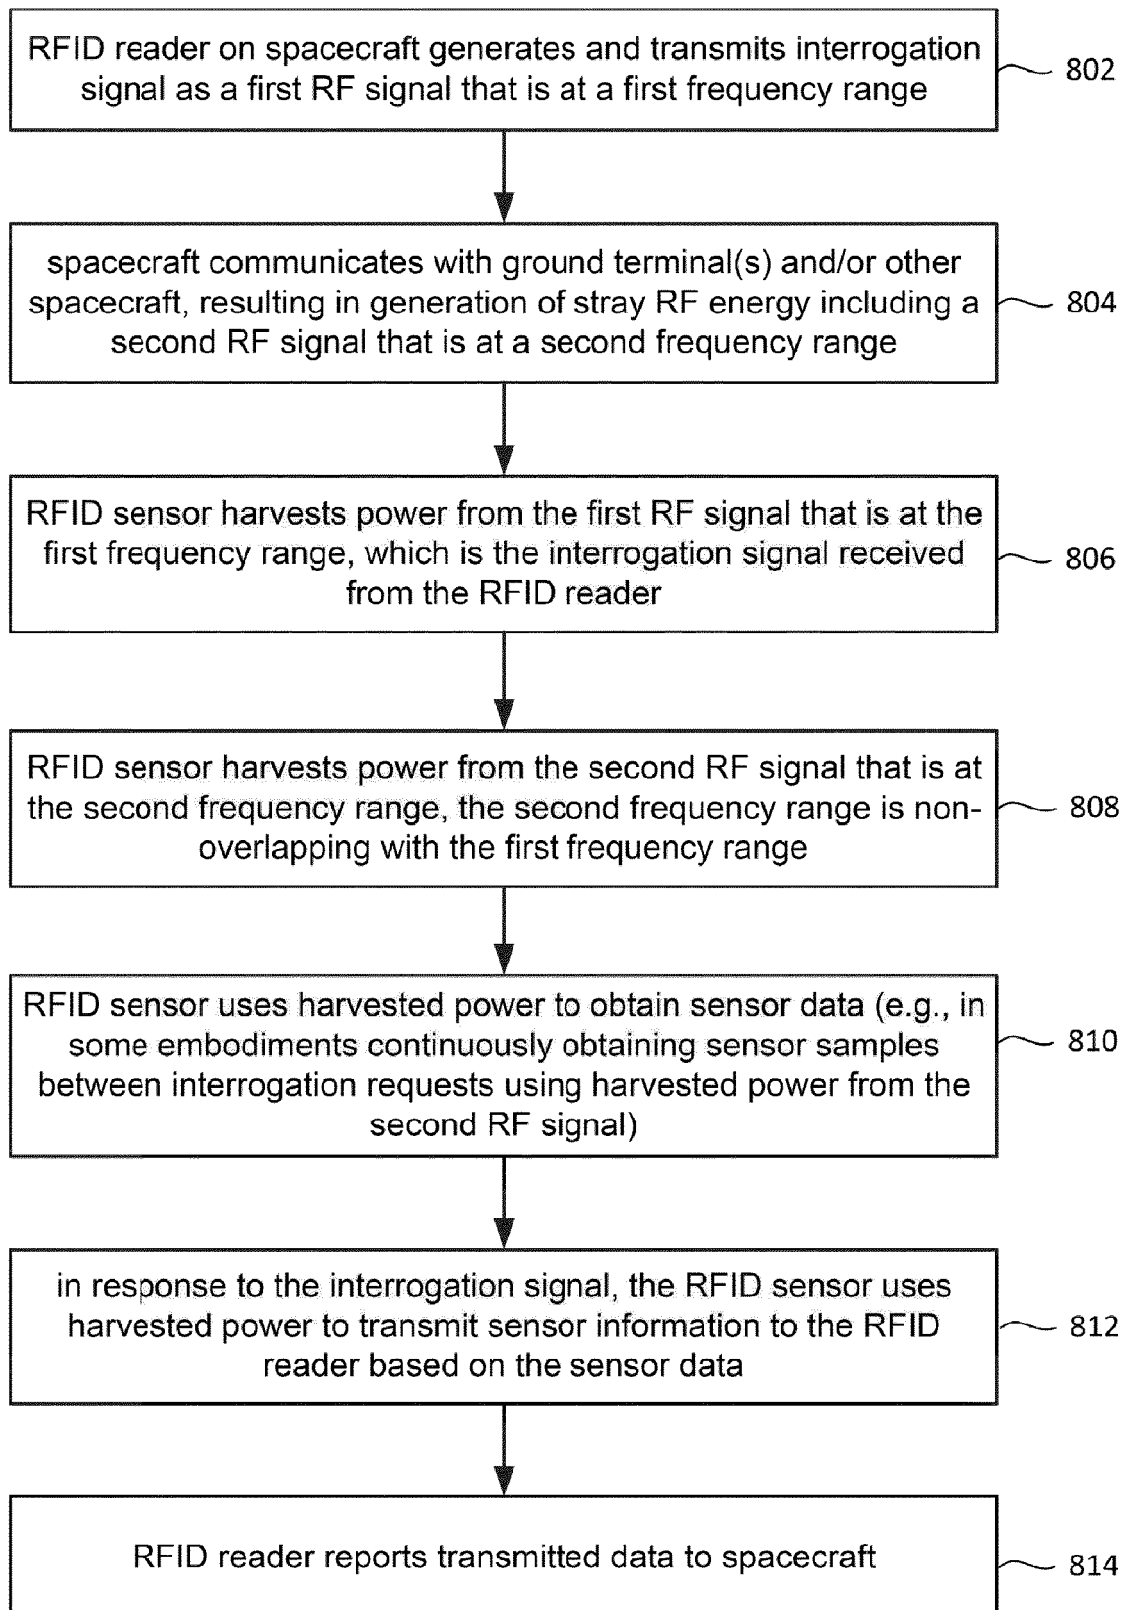 RFID reader on spacecraft generates and transmits interrogation
signal as a first RF signal that is at a first frequency range
802
spacecraft communicates with ground terminal(s) and/or other
spacecraft, resulting in generation of stray RF energy including a
second RF signal that is at a second frequency range
804
RFID sensor harvests power from the first RF signal that is at the
first frequency range, which is the interrogation signal received
from the RFID reader
806
RFID sensor harvests power from the second RF signal that is at
the second frequency range, the second frequency range is non-
overlapping with the first frequency range
808
RFID sensor uses harvested power to obtain sensor data (e.g., in
some embodiments continuously obtaining sensor samples
between interrogation requests using harvested power from the
second RF signal)
810
in response to the interrogation signal, the RFID sensor uses
harvested power to transmit sensor information to the RFID
reader based on the sensor data
812
RFID reader reports transmitted data to spacecraft
814